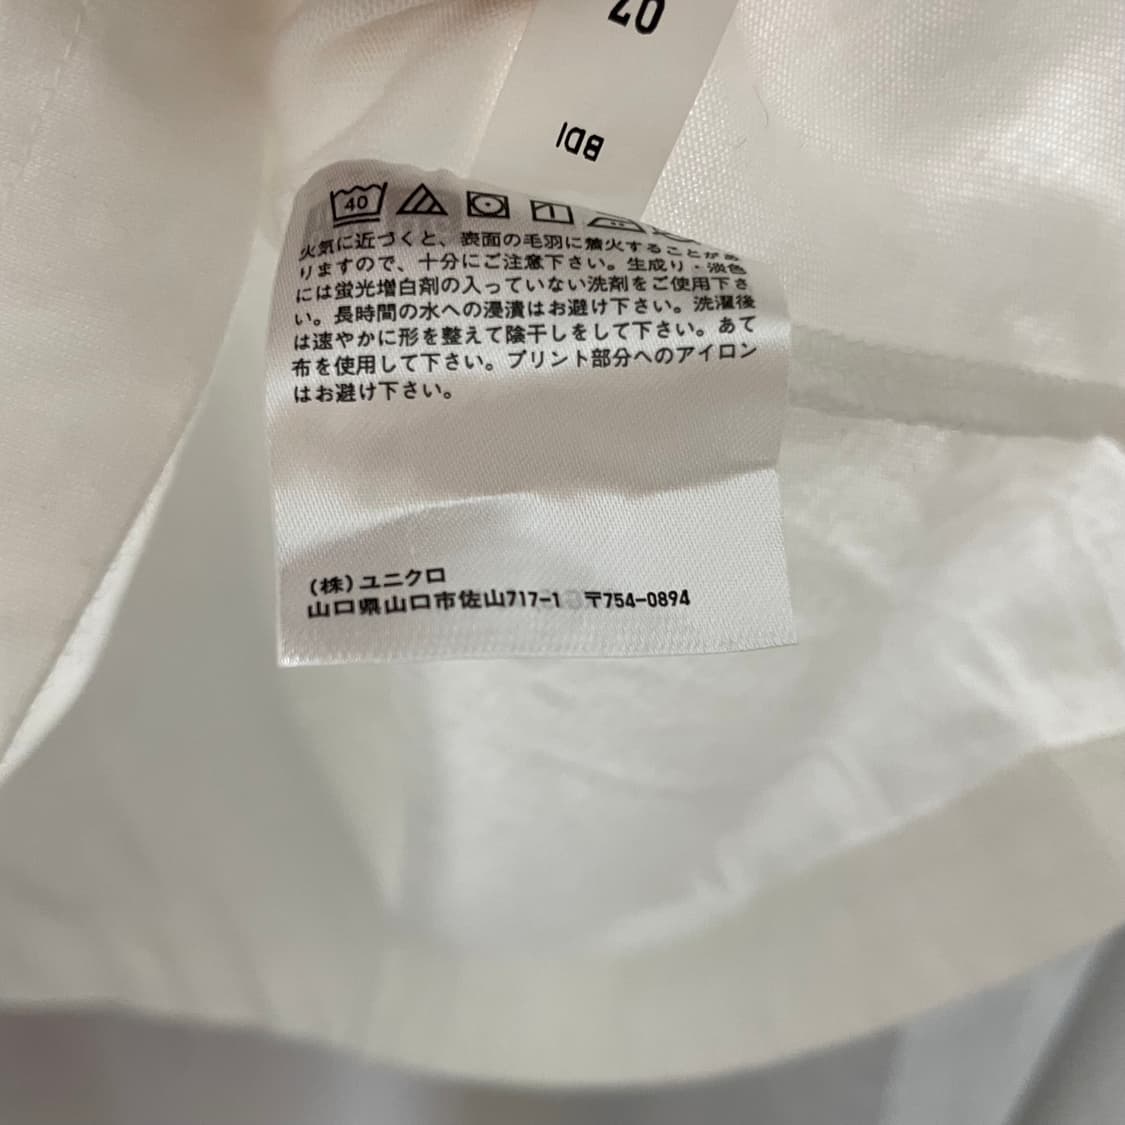 07
BDI
40
火気に近づくと、表面の毛羽に着火することがあ
りますので、十分にご注意下さい。生成り・淡色
には蛍光増白剤の入っていない洗剤をご使用下さ
い。長時間の水への浸漬はお避け下さい。洗濯後
は速やかに形を整えて陰干しをして下さい。あて
布を使用して下さい。プリント部分へのアイロン
はお避け下さい。
(株)ユニクロ
山口県山口市佐山717-1 〒754-0894